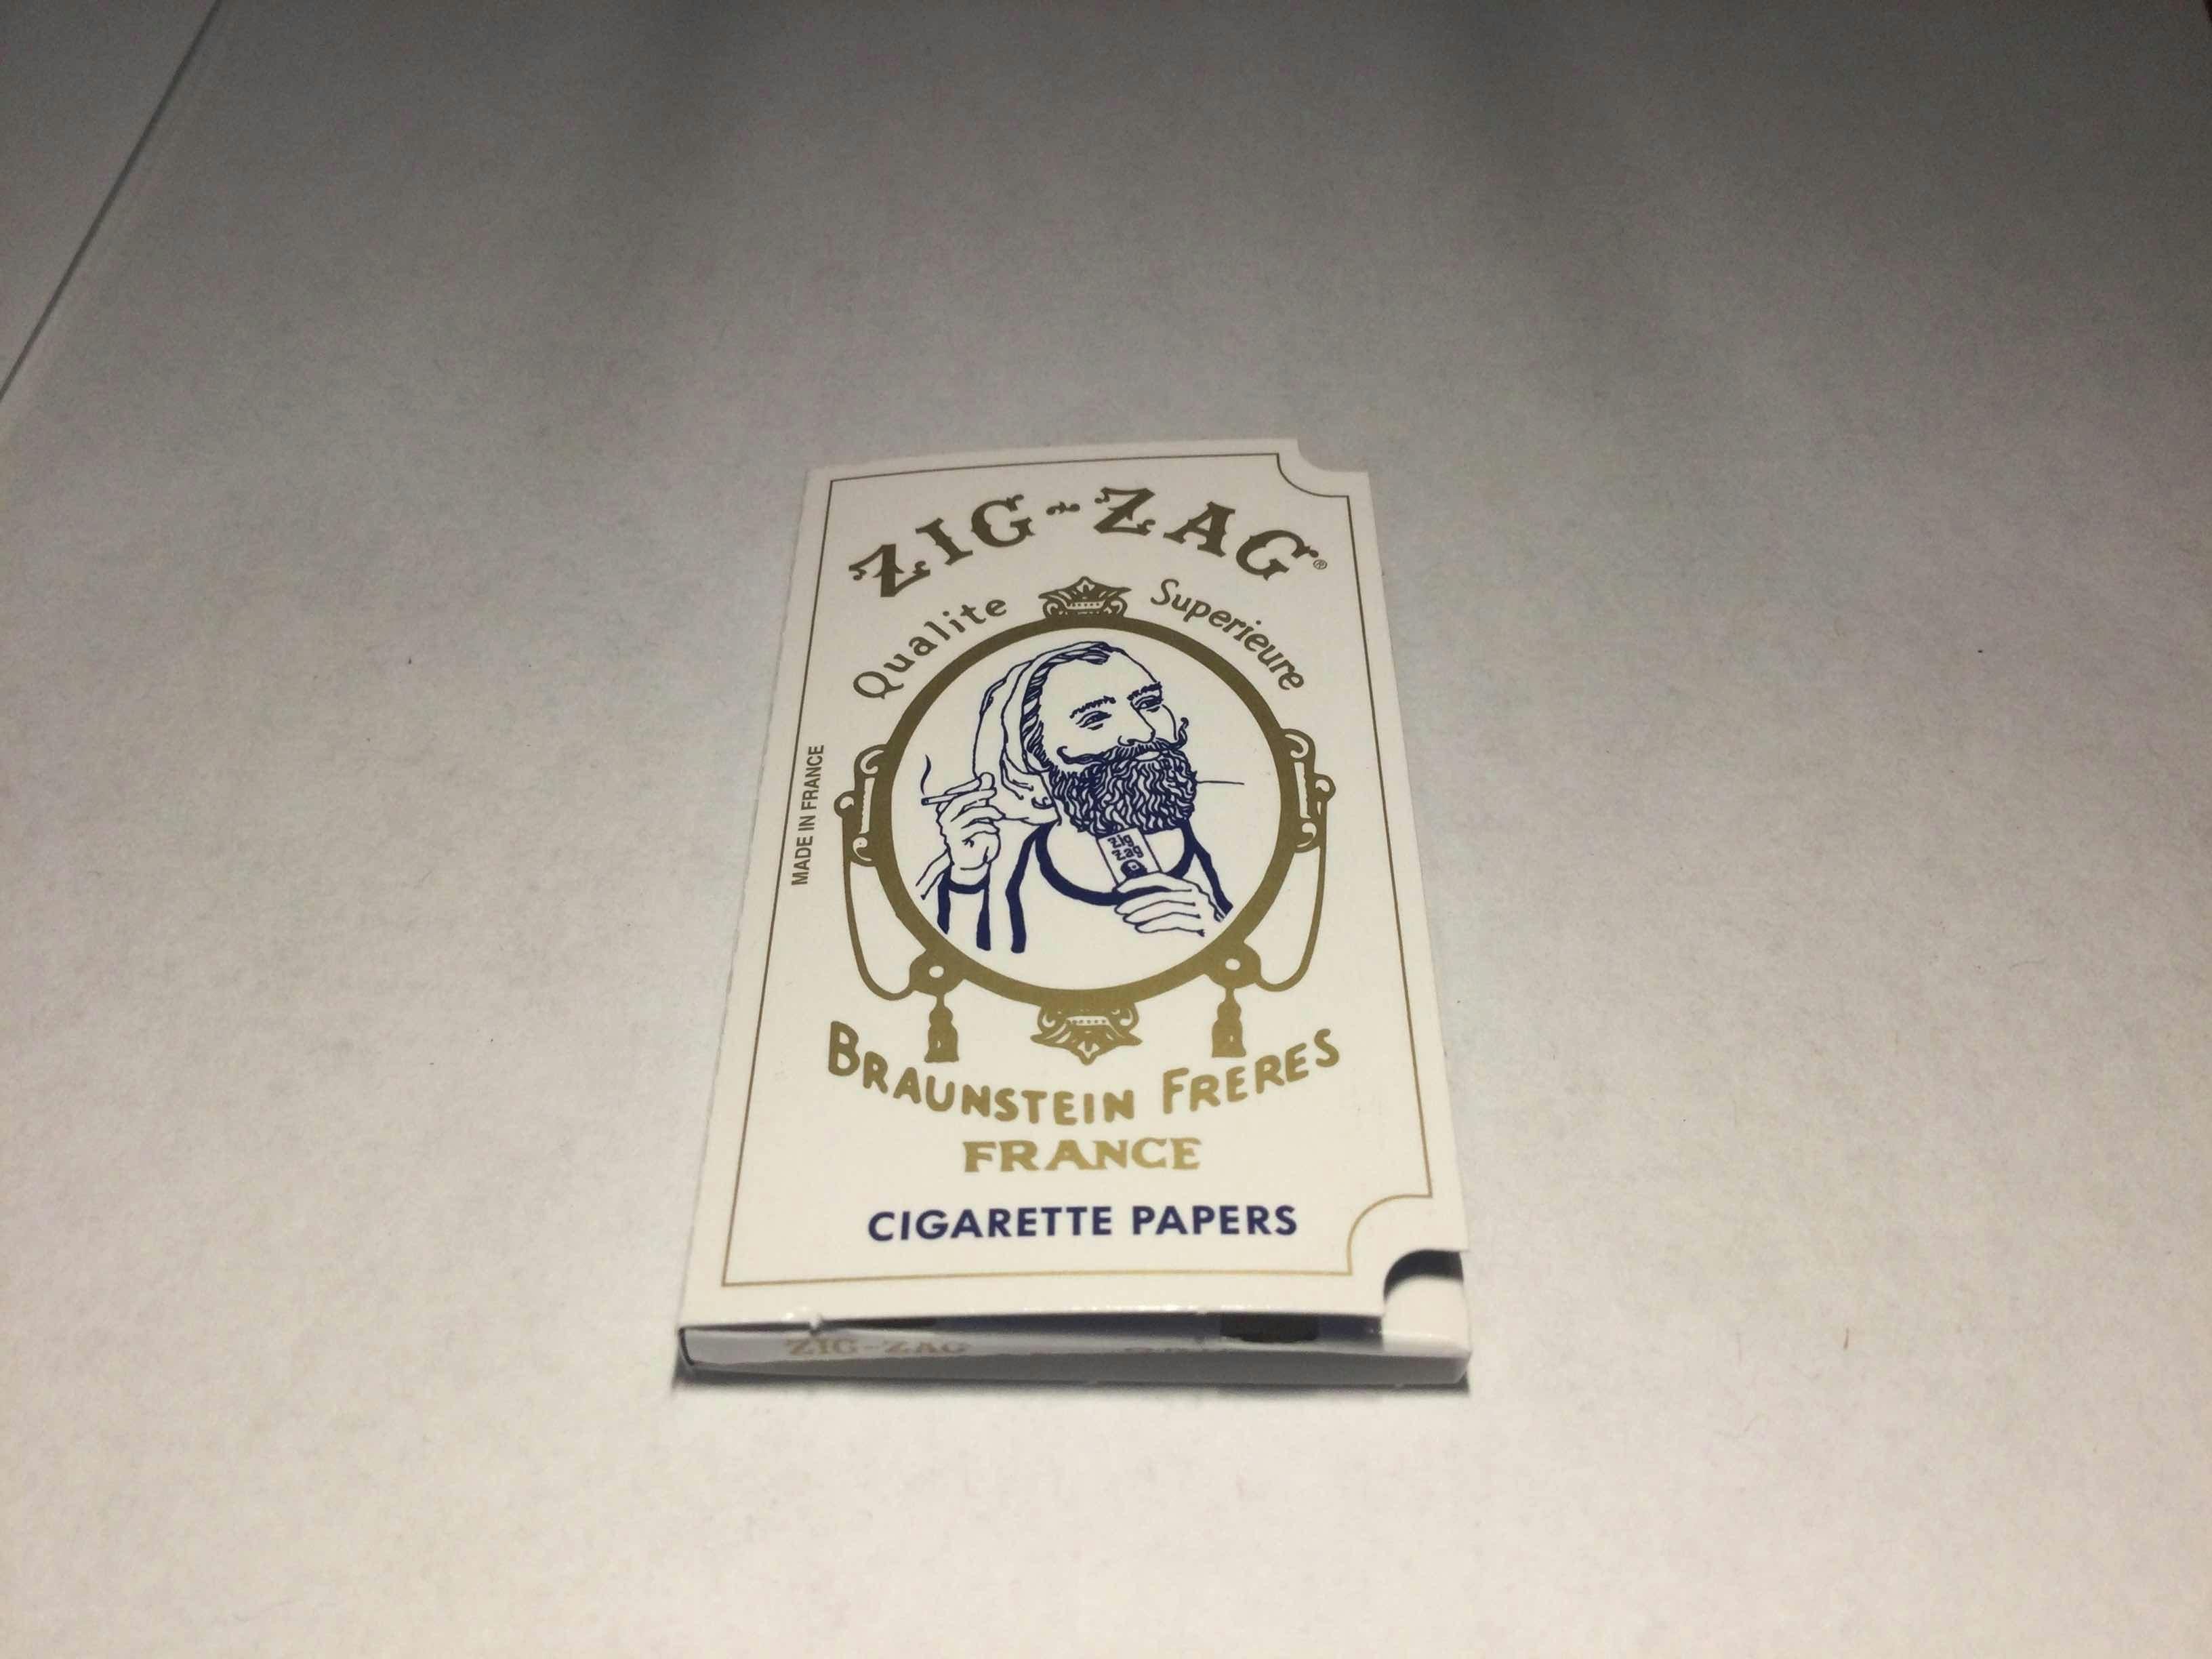 ZIG-ZAG®
Qualite Superieure
MADE IN FRANCE
zig
zag
BRAUNSTEIN FRERES
FRANCE
CIGARETTE PAPERS
ZIG-ZAG